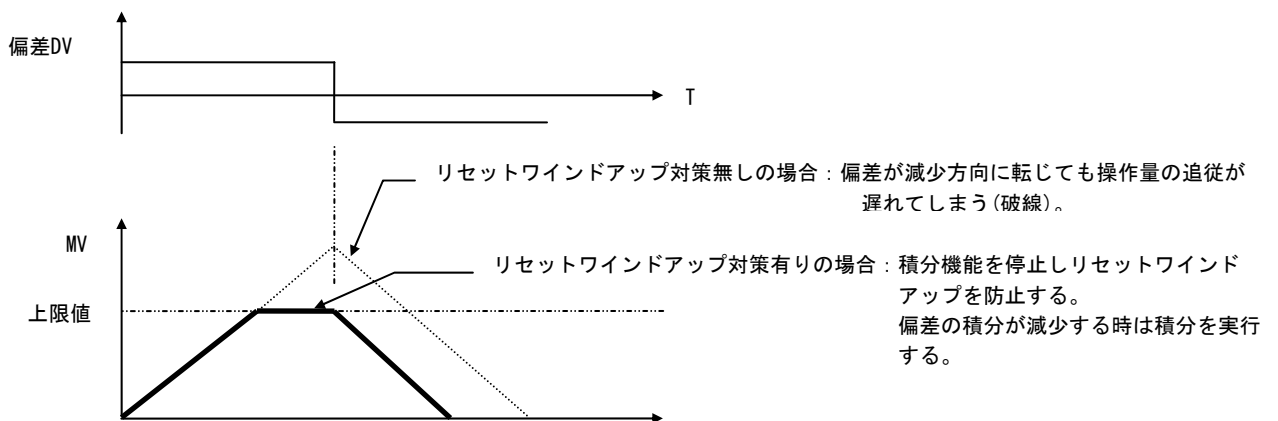 偏差DV
T
リセットワインドアップ対策無しの場合：偏差が減少方向に転じても操作量の追従が
遅れてしまう(破線)。
MV
リセットワインドアップ対策有りの場合：積分機能を停止しリセットワインド
アップを防止する。
偏差の積分が減少する時は積分を実行
する。
上限値